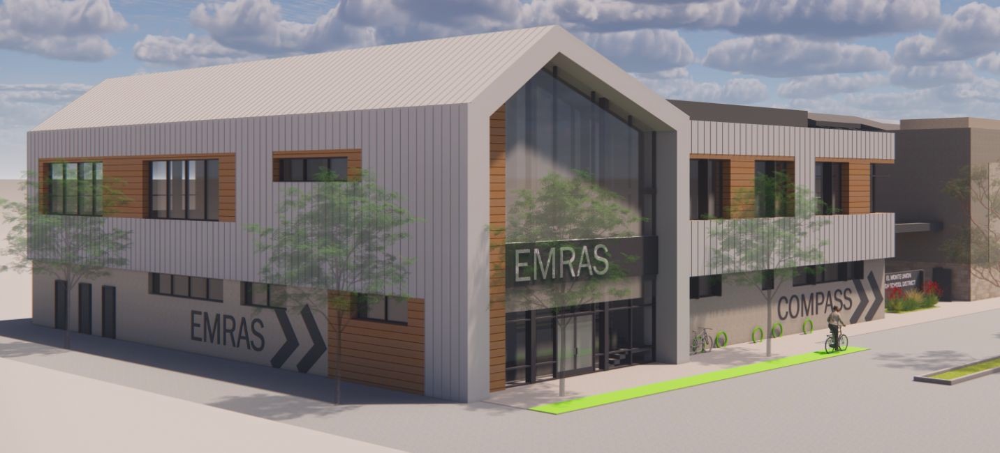 EMRAS
EMRAS
COMPASS
EL MONTE UNION
HIGH SCHOOL DISTRICT